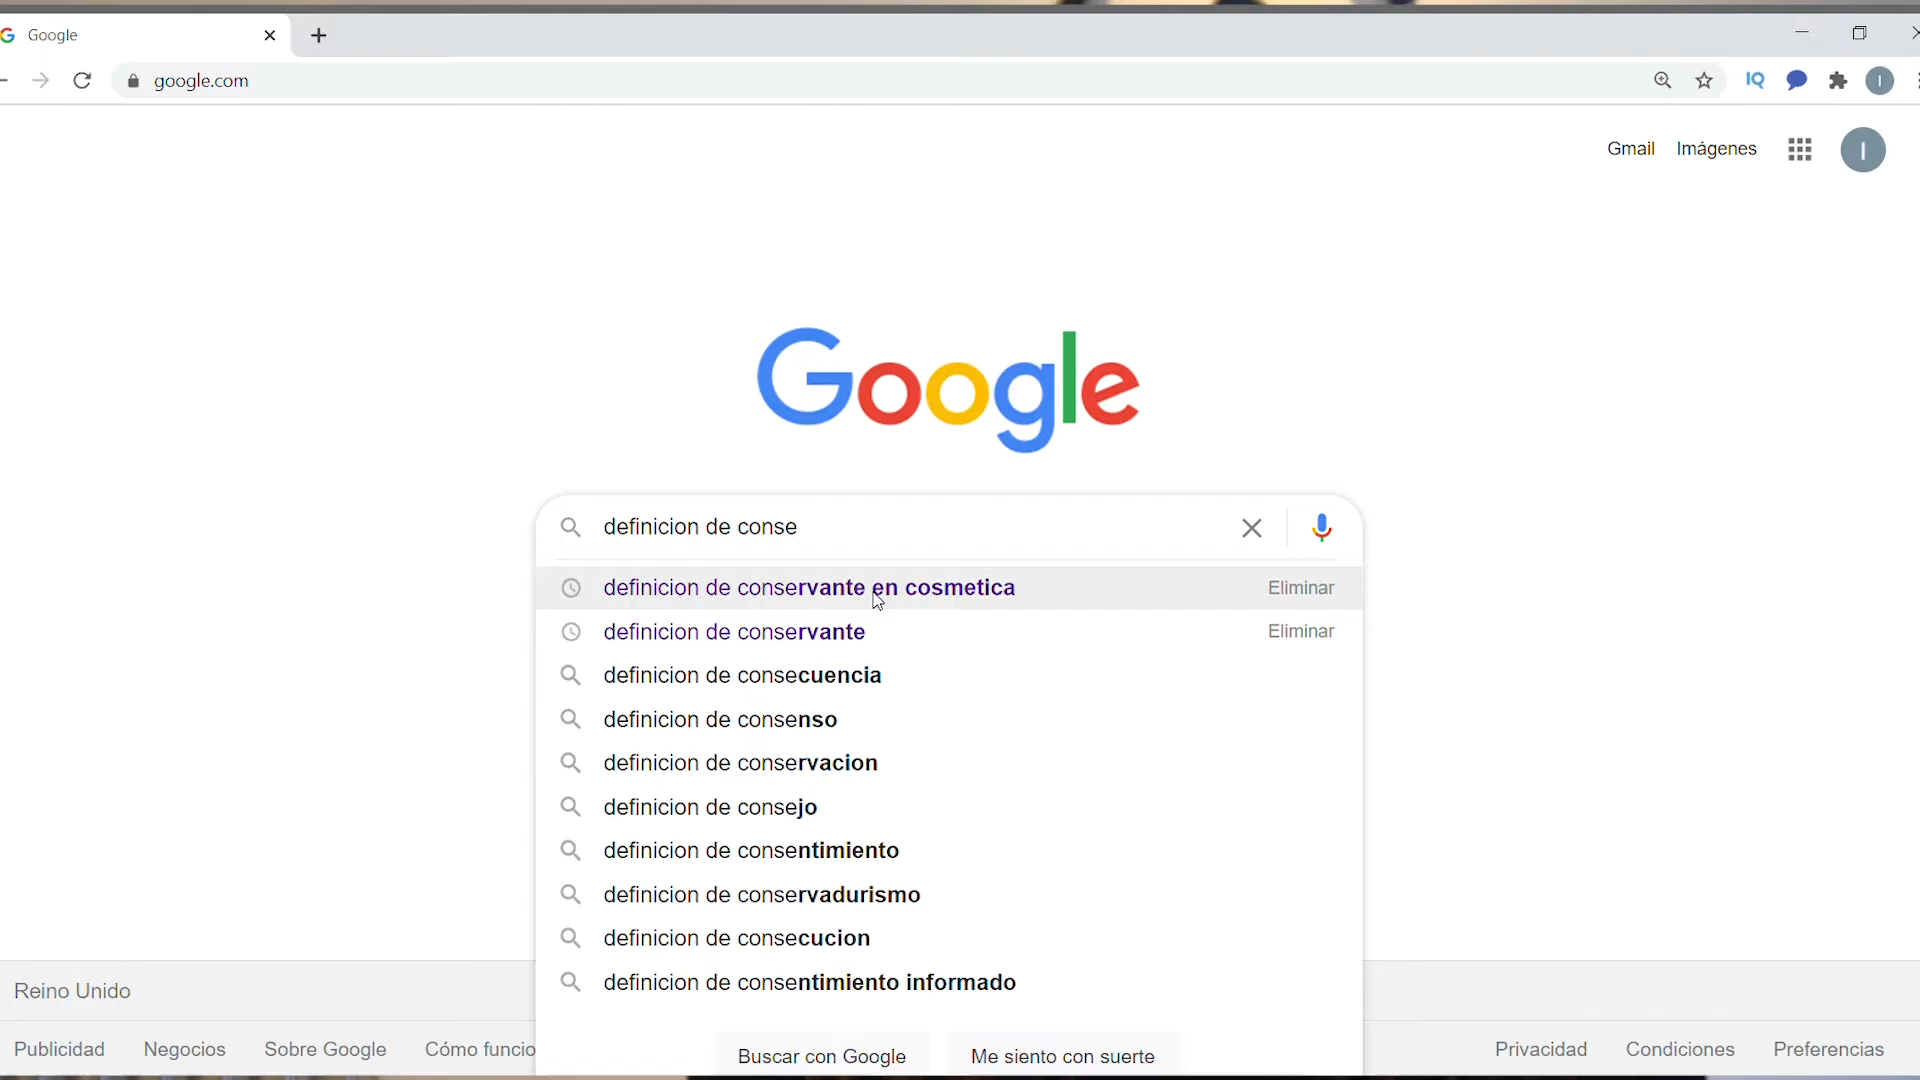 Google
google.com
IQ
I
Gmail Imágenes
I
Google
definicion de conse
definicion de conservante en cosmetica Eliminar
definicion de conservante Eliminar
definicion de consecuencia
definicion de consenso
definicion de conservacion
definicion de consejo
definicion de consentimiento
definicion de conservadurismo
definicion de consecucion
definicion de consentimiento informado
Reino Unido
Buscar con Google Me siento con suerte
Publicidad Negocios Sobre Google Cómo funcio Privacidad Condiciones Preferencias